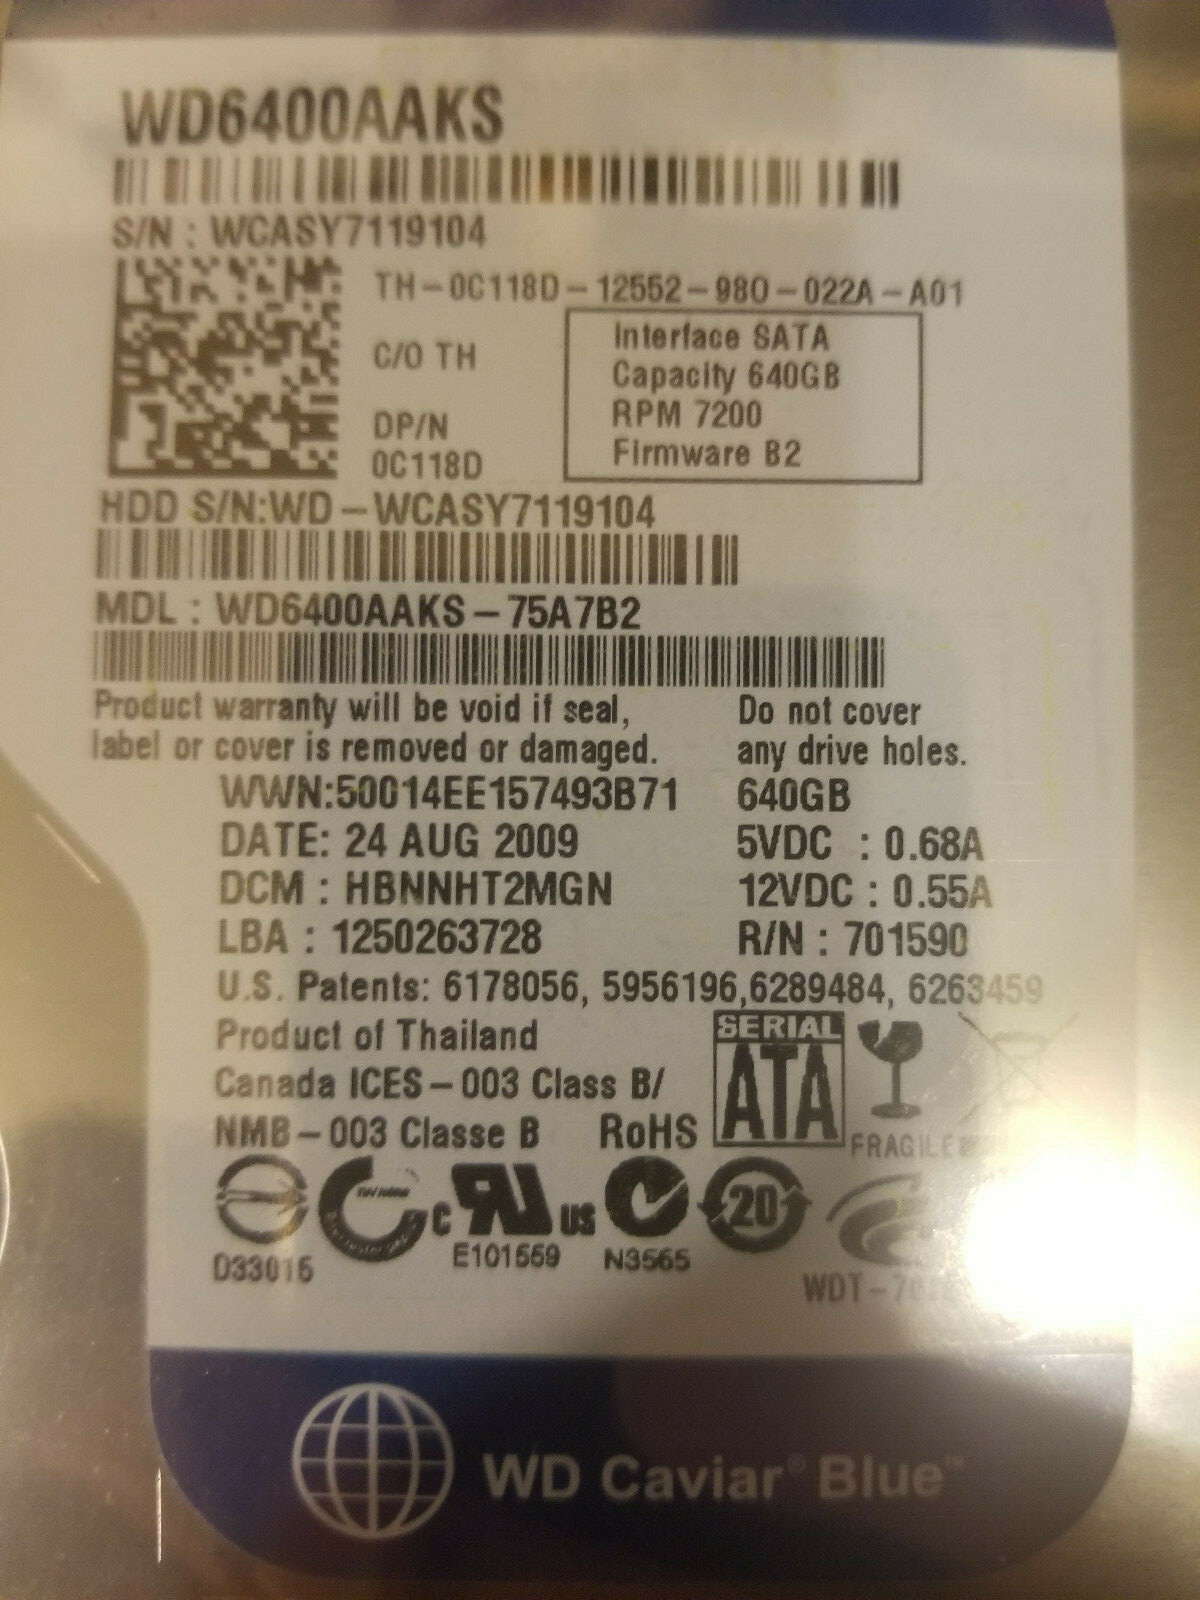 WD6400AAKS
S/N : WCASY7119104
TH-0C118D-12552-980-022A-A01
C/O TH
DP/N
0C118D
Interface SATA
Capacity 640GB
RPM 7200
Firmware B2
HDD S/N:WD-WCASY7119104
MDL : WD6400AAKS-75A7B2
Product warranty will be void if seal,
label or cover is removed or damaged.
Do not cover
any drive holes.
WWN:50014EE157493B71
640GB
DATE: 24 AUG 2009
5VDC : 0.68A
DCM : HBNNHT2MGN
12VDC : 0.55A
LBA : 1250263728
R/N : 701590
U.S. Patents: 6178056, 5956196,6289484, 6263459
Product of Thailand
Canada ICES-003 Class B/
NMB-003 Classe B
RoHS
SERIAL
ATA
FRAGILE
c UR us
20
D33015
E101559
N3565
WDT-
WD Caviar® Blue™